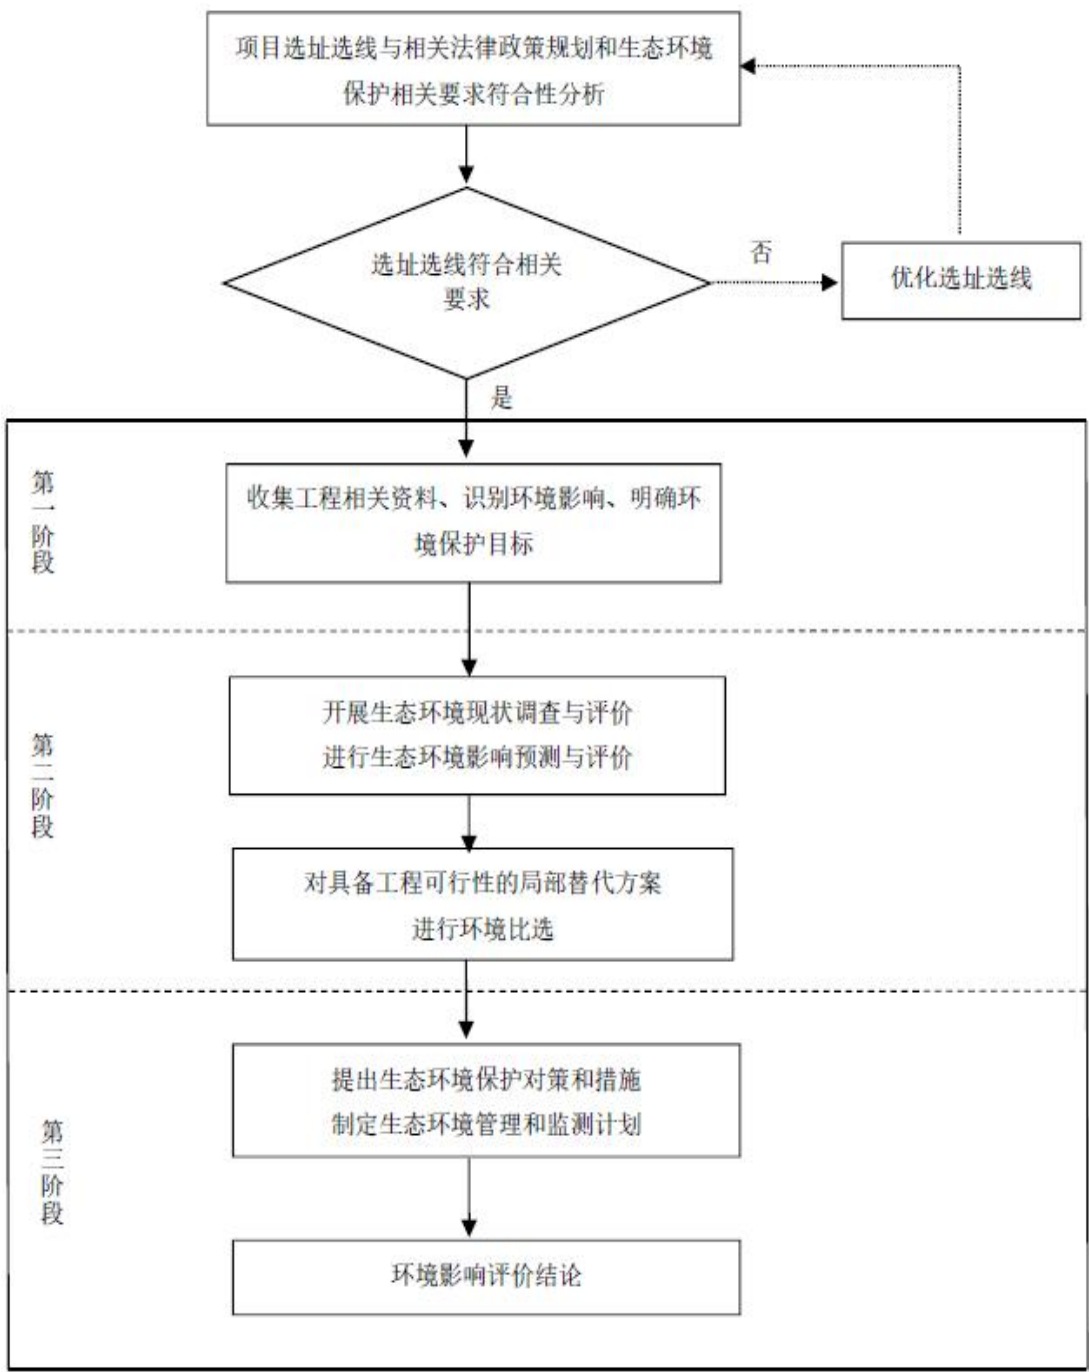 项目选址选线与相关法律政策规划和生态环境
保护相关要求符合性分析
选址选线符合相关
要求
否
优化选址选线
是
第一阶段
收集工程相关资料、识别环境影响、明确环
境保护目标
第二阶段
开展生态环境现状调查与评价
进行生态环境影响预测与评价
对具备工程可行性的局部替代方案
进行环境比选
第三阶段
提出生态环境保护对策和措施
制定生态环境管理和监测计划
环境影响评价结论